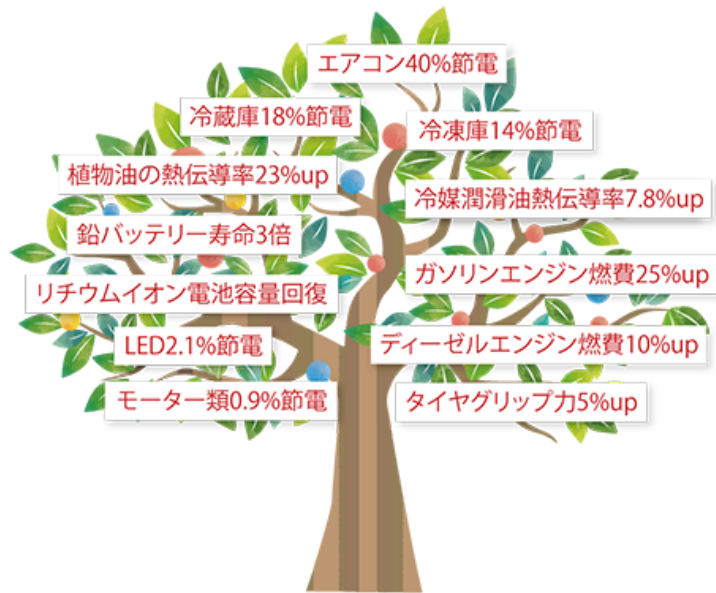 エアコン40%節電
冷蔵庫18%節電
冷凍庫14%節電
植物油の熱伝導率23%up
冷媒潤滑油熱伝導率7.8%up
鉛バッテリー寿命3倍
ガソリンエンジン燃費25%up
リチウムイオン電池容量回復
LED2.1%節電
ディーゼルエンジン燃費10%up
モーター類0.9%節電
タイヤグリップ力5%up